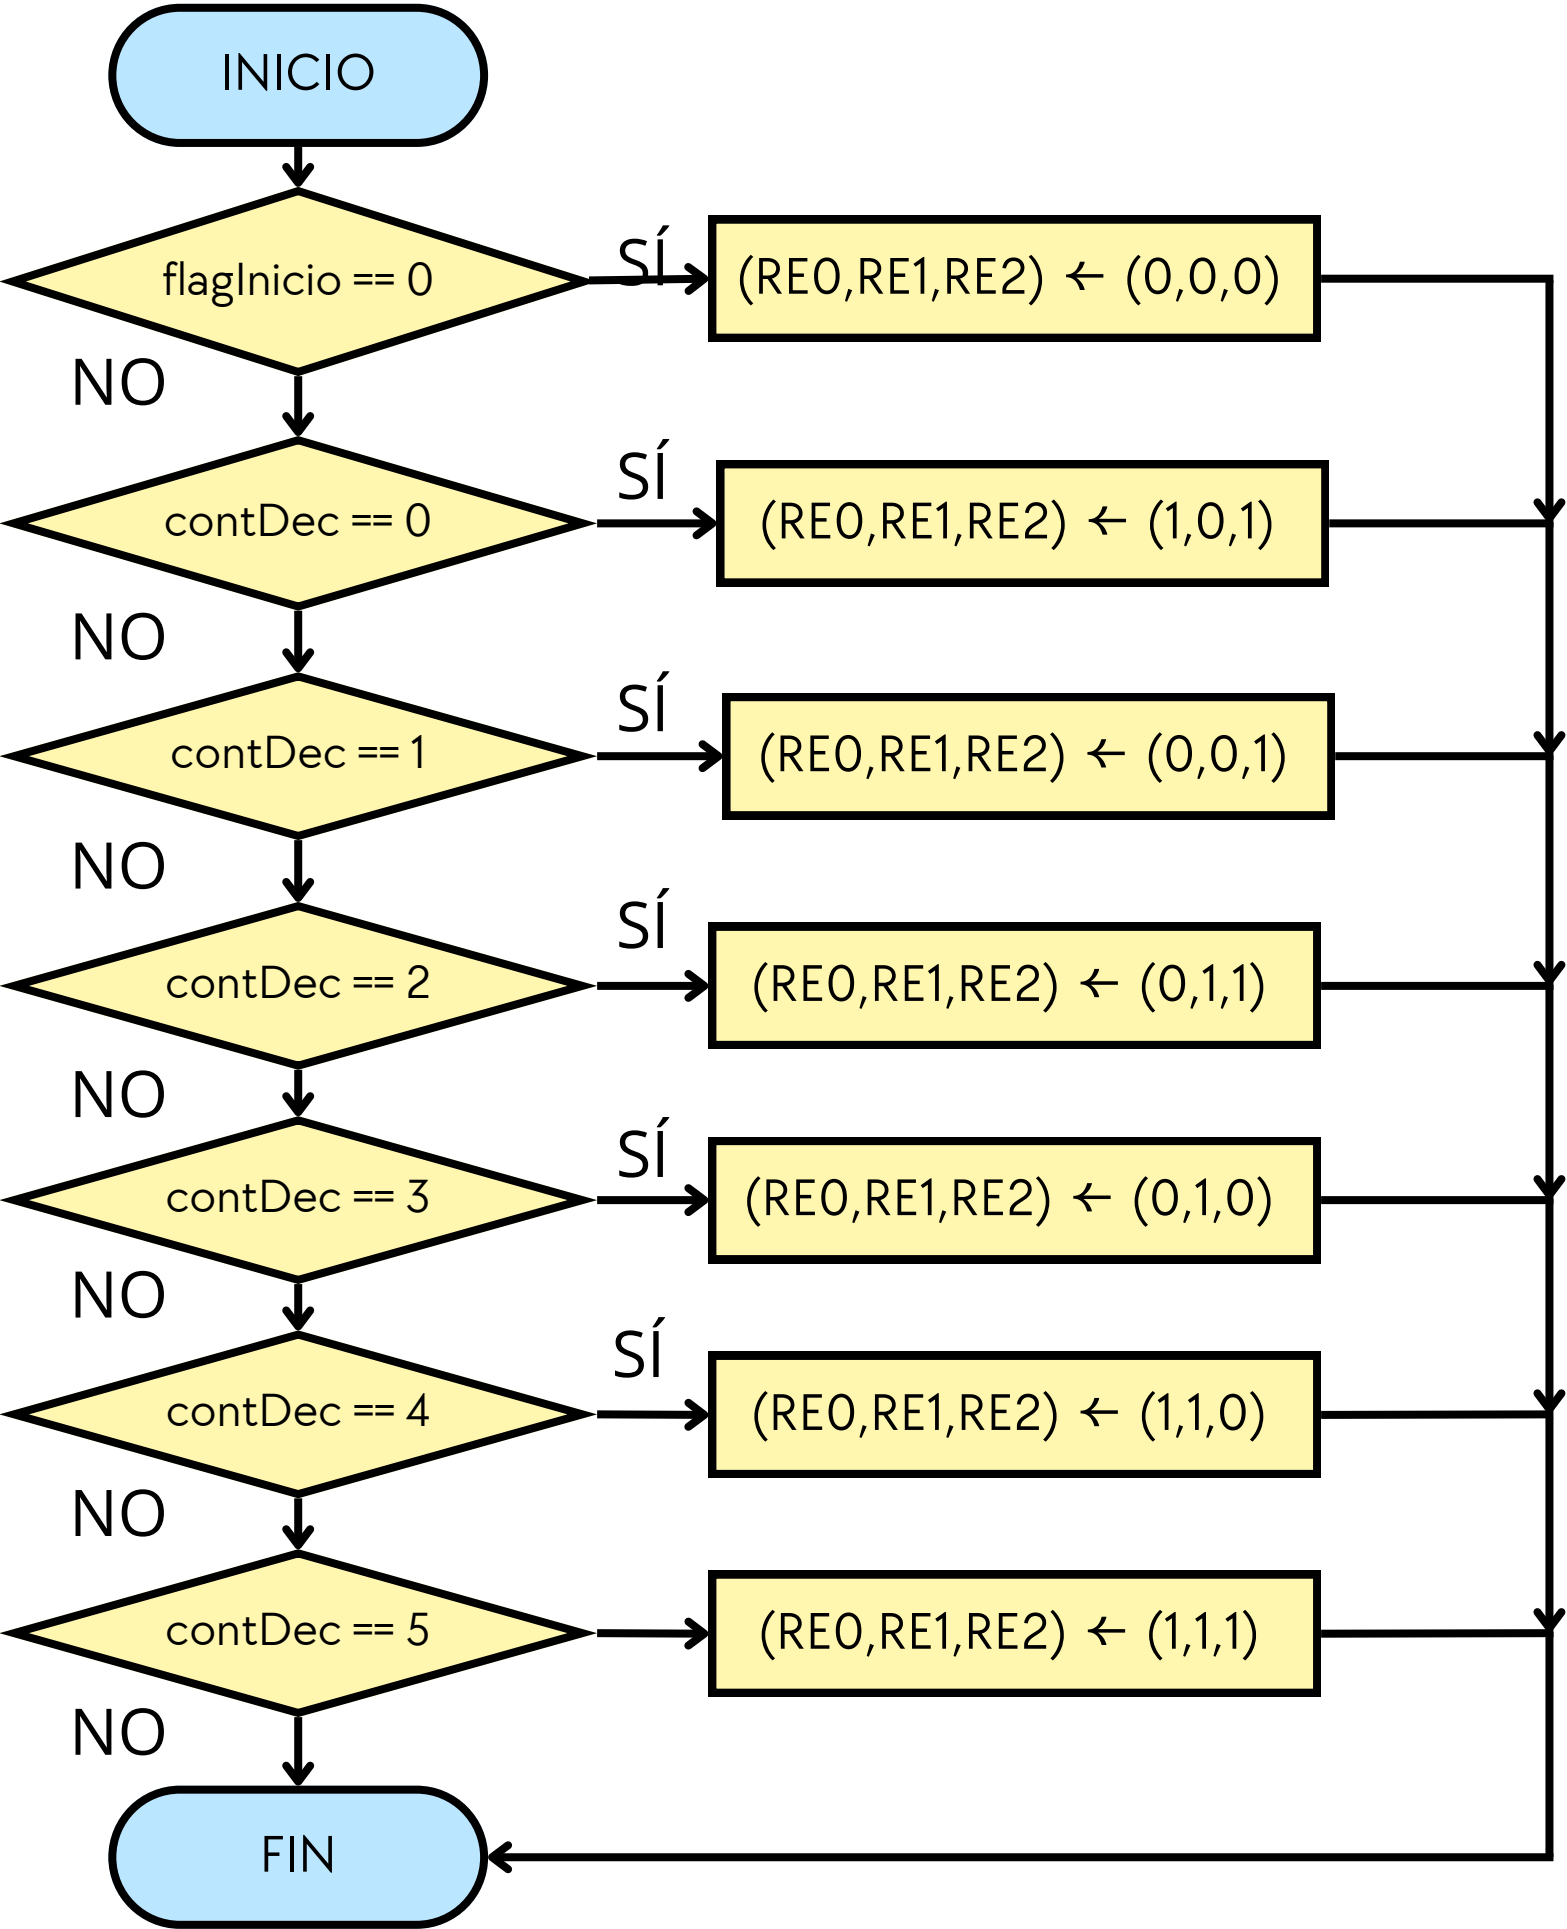 INICIO
flagInicio == 0
SÍ
(RE0,RE1,RE2) ← (0,0,0)
NO
contDec == 0
SÍ
(RE0,RE1,RE2) ← (1,0,1)
NO
contDec == 1
SÍ
(RE0,RE1,RE2) ← (0,0,1)
NO
contDec == 2
SÍ
(RE0,RE1,RE2) ← (0,1,1)
NO
contDec == 3
SÍ
(RE0,RE1,RE2) ← (0,1,0)
NO
contDec == 4
SÍ
(RE0,RE1,RE2) ← (1,1,0)
NO
contDec == 5
(RE0,RE1,RE2) ← (1,1,1)
NO
FIN